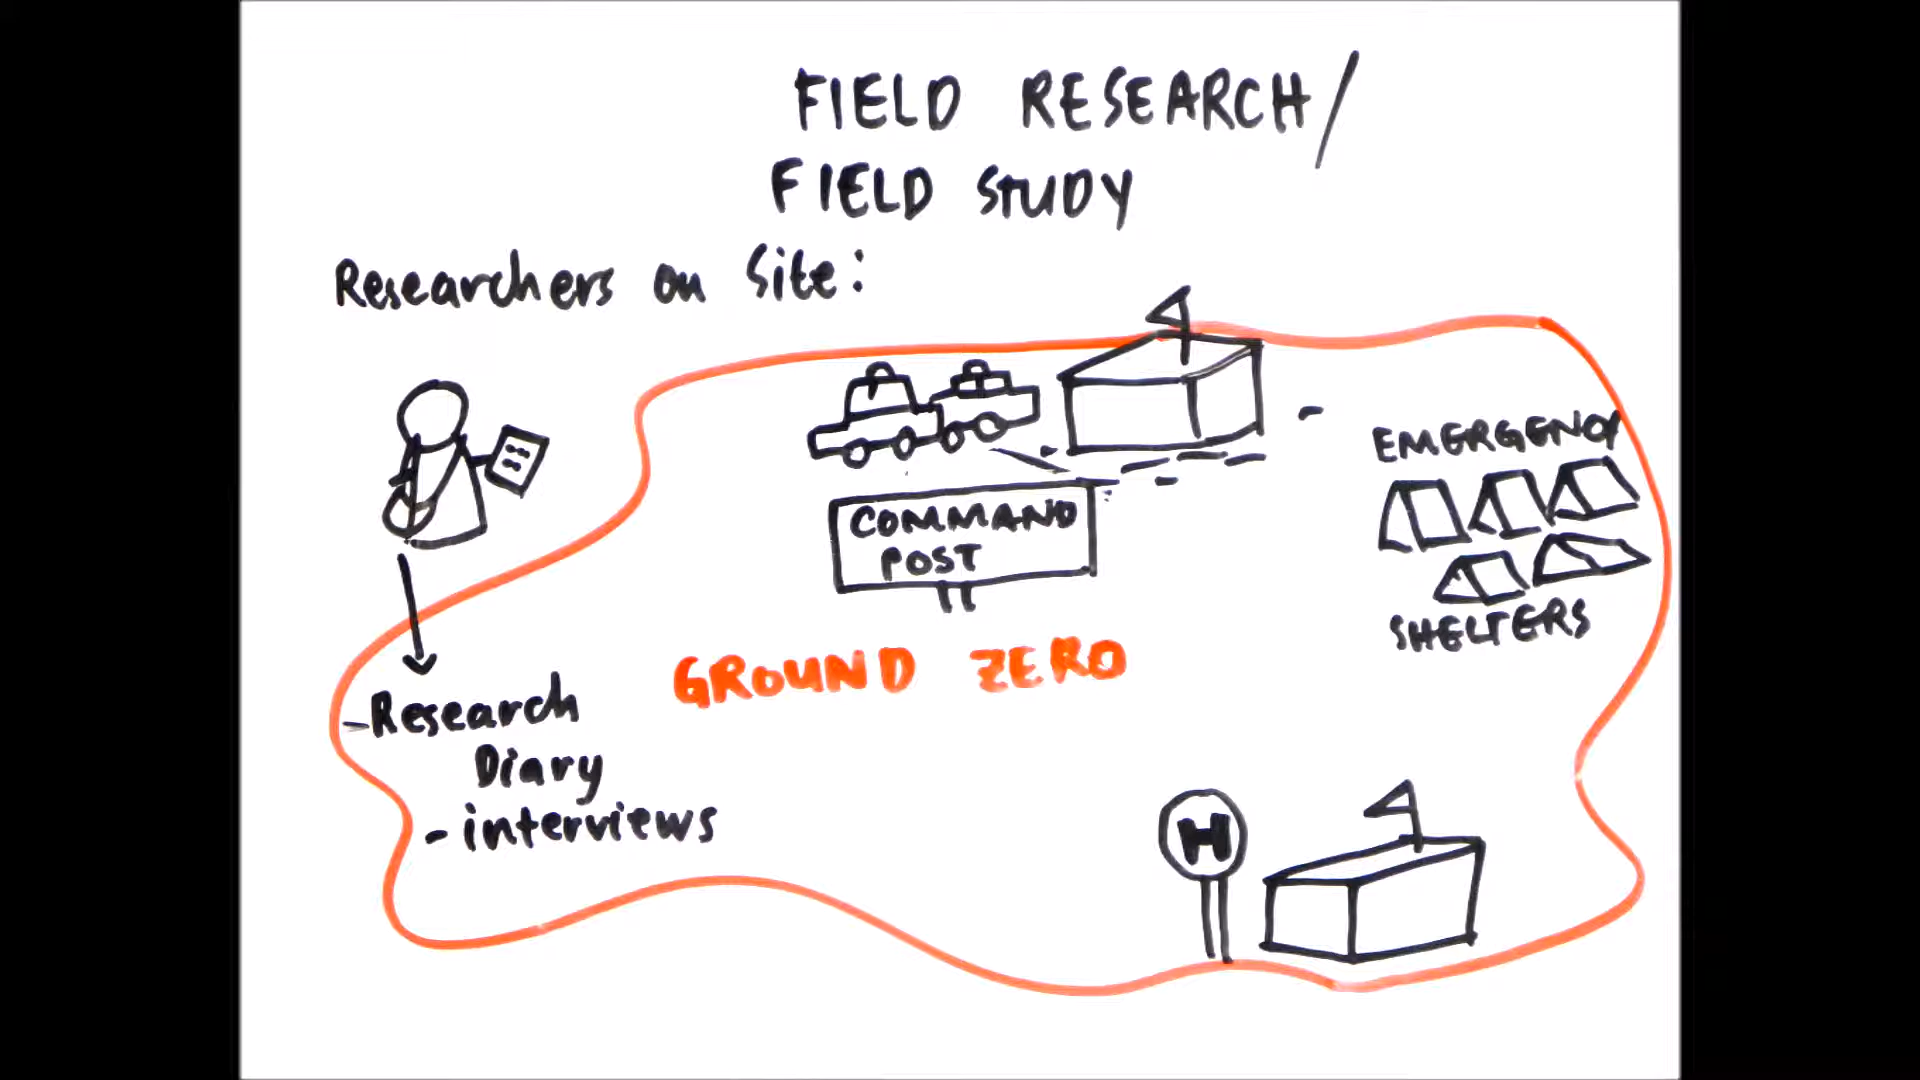 FIELD RESEARCH/
FIELD STUDY
Researchers on Site:
EMERGENCY
COMMAND
POST
SHELTERS
GROUND ZERO
-Research
Diary
-interviews
H